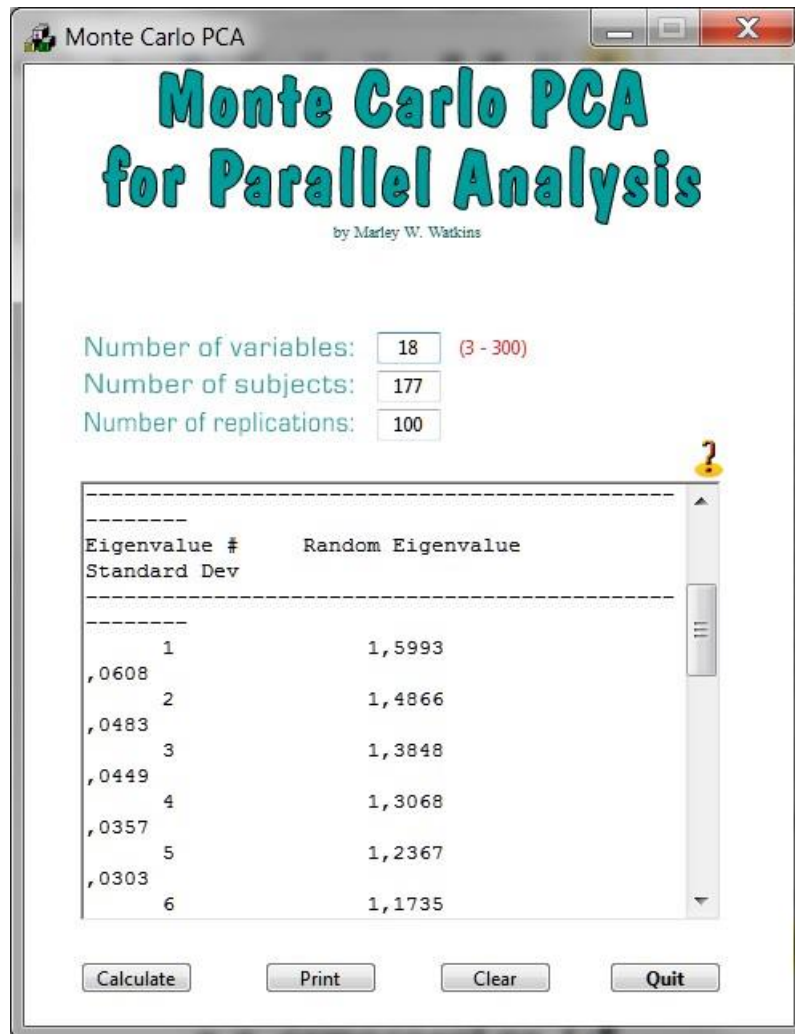 Monte Carlo PCA
Monte Carlo PCA
for Parallel Analysis
by Marley W. Watkins
Number of variables: 18 (3 - 300)
Number of subjects: 177
Number of replications: 100
?
----------------------------------------------
--------
Eigenvalue # Random Eigenvalue
Standard Dev
----------------------------------------------
--------
1 1,5993
,0608
2 1,4866
,0483
3 1,3848
,0449
4 1,3068
,0357
5 1,2367
,0303
6 1,1735
Calculate Print Clear Quit